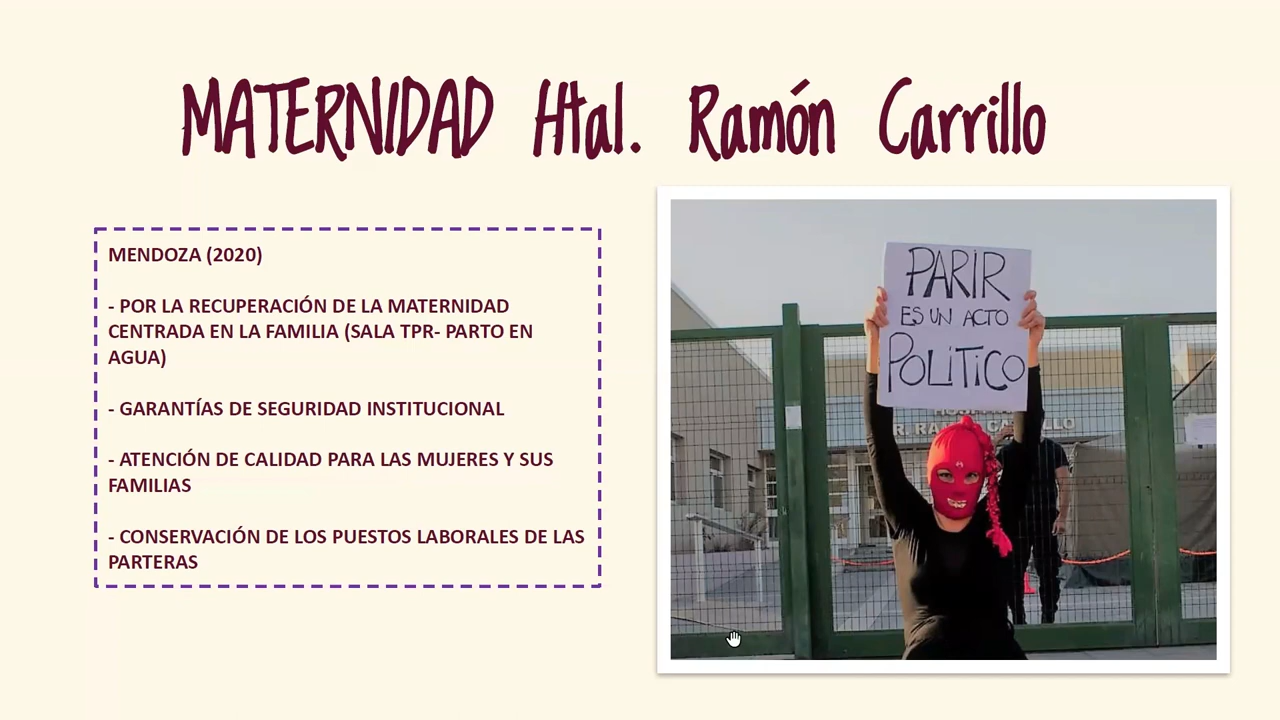 MATERNIDAD Htal. Ramón Carrillo
MENDOZA (2020)
- POR LA RECUPERACIÓN DE LA MATERNIDAD
CENTRADA EN LA FAMILIA (SALA TPR- PARTO EN
AGUA)
- GARANTÍAS DE SEGURIDAD INSTITUCIONAL
- ATENCIÓN DE CALIDAD PARA LAS MUJERES Y SUS
FAMILIAS
- CONSERVACIÓN DE LOS PUESTOS LABORALES DE LAS
PARTERAS
PARIR
ES UN ACTO
POLÍTICO